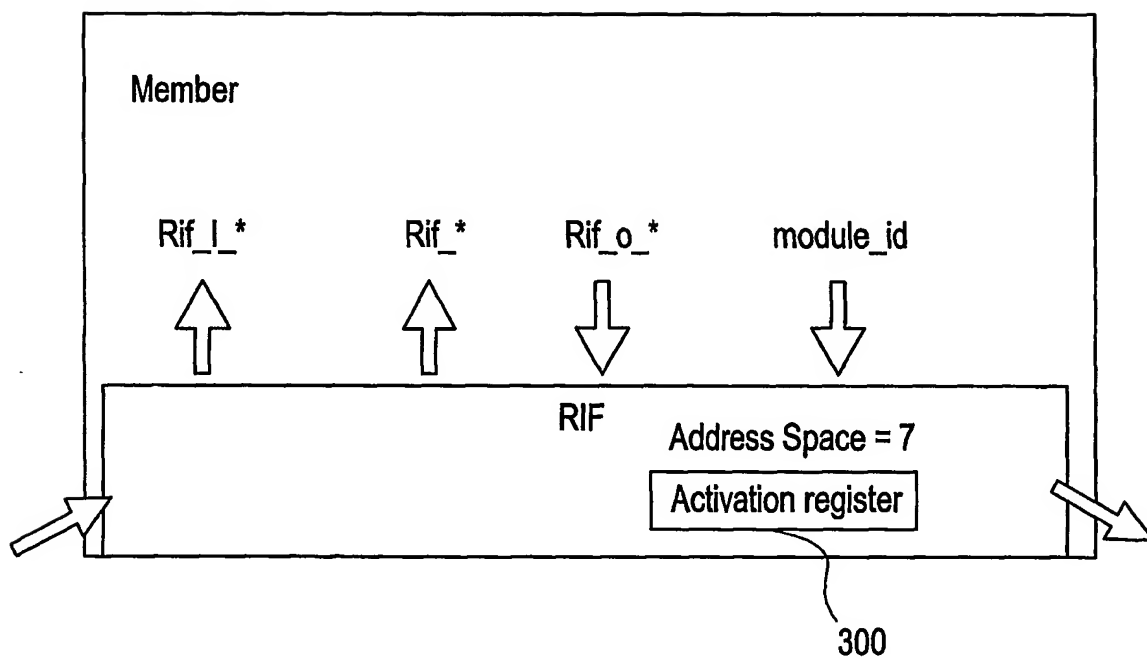 Member
Rif_I_* Rif_* Rif_o_* module_id
RIF
Address Space = 7
Activation register
300